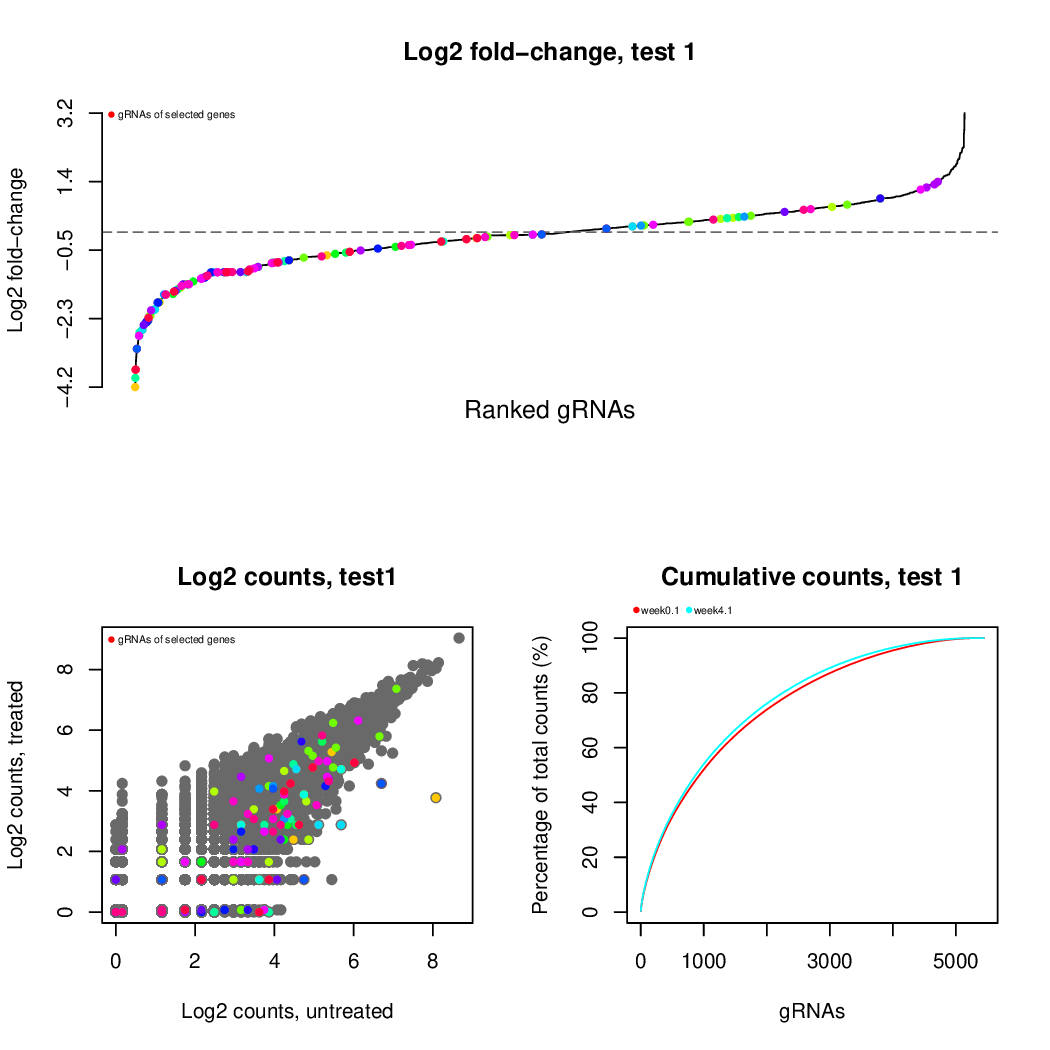 Log2 fold−change, test 1
gRNAs of selected genes
3.2
1.4
−0.5
−2.3
−4.2
Log2 fold−change
Ranked gRNAs
Log2 counts, test1
gRNAs of selected genes
8
6
4
2
0
Log2 counts, treated
0 2 4 6 8
Log2 counts, untreated
Cumulative counts, test 1
week0.1 week4.1
100
80
60
40
20
0
Percentage of total counts (%)
0 1000 3000 5000
gRNAs